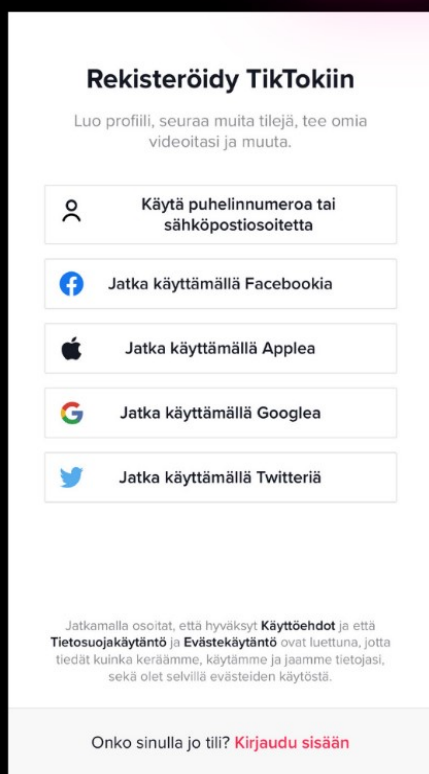 Rekisteröidy TikTokiin
Luo profiili, seuraa muita tilejä, tee omia
videoitasi ja muuta.
Käytä puhelinnumeroa tai
sähköpostiosoitetta
Jatka käyttämällä Facebookia
Jatka käyttämällä Applea
Jatka käyttämällä Googlea
Jatka käyttämällä Twitteriä
Jatkamalla osoitat, että hyväksyt Käyttöehdot ja että
Tietosuojakäytäntö ja Evästekäytäntö ovat luettuna, jotta
tiedät kuinka keräämme, käytämme ja jaamme tietojasi,
sekä olet selvillä evästeiden käytöstä.
Onko sinulla jo tili? Kirjaudu sisään